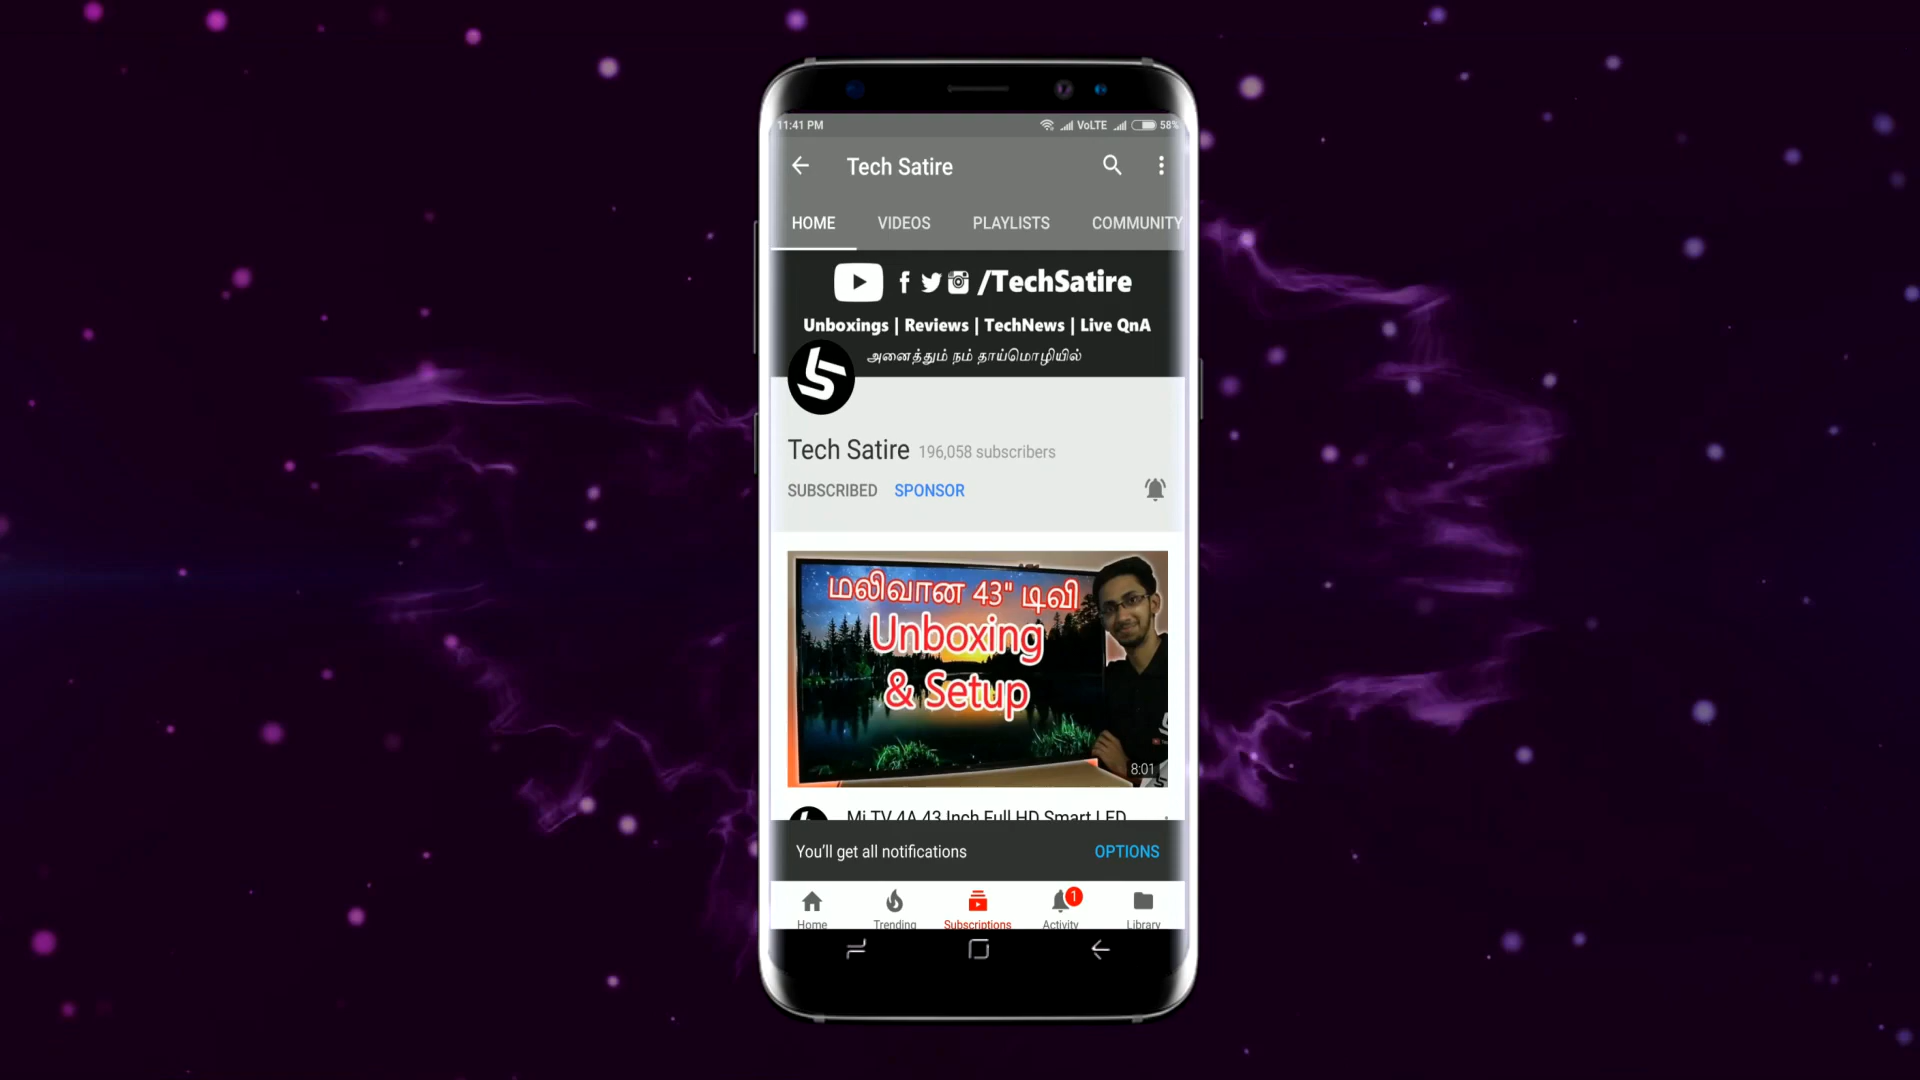 11:41 PM VoLTE 58%
Tech Satire
HOME VIDEOS PLAYLISTS COMMUNITY
f /TechSatire
Unboxings | Reviews | TechNews | Live QnA
அனைத்தும் நம் தாய்மொழியில்
Tech Satire 196,058 subscribers
SUBSCRIBED SPONSOR
மலிவான 43" டிவி
Unboxing
& Setup
8:01
Mi TV 4A 43 Inch Full HD Smart LED
You'll get all notifications OPTIONS
1
Home Trending Subscriptions Activity Library